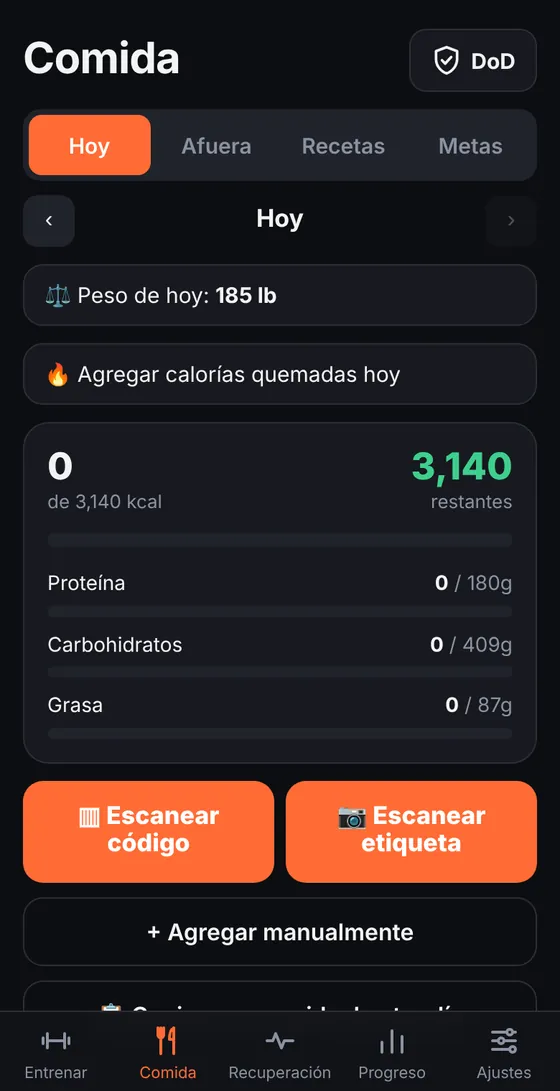 Comida
DoD
Hoy Afuera Recetas Metas
‹ Hoy ›
⚖️ Peso de hoy: 185 lb
🔥 Agregar calorías quemadas hoy
0 3,140
de 3,140 kcal restantes
Proteína 0 / 180g
Carbohidratos 0 / 409g
Grasa 0 / 87g
Escanear
código
📷 Escanear
etiqueta
+ Agregar manualmente
Entrenar Comida Recuperación Progreso Ajustes